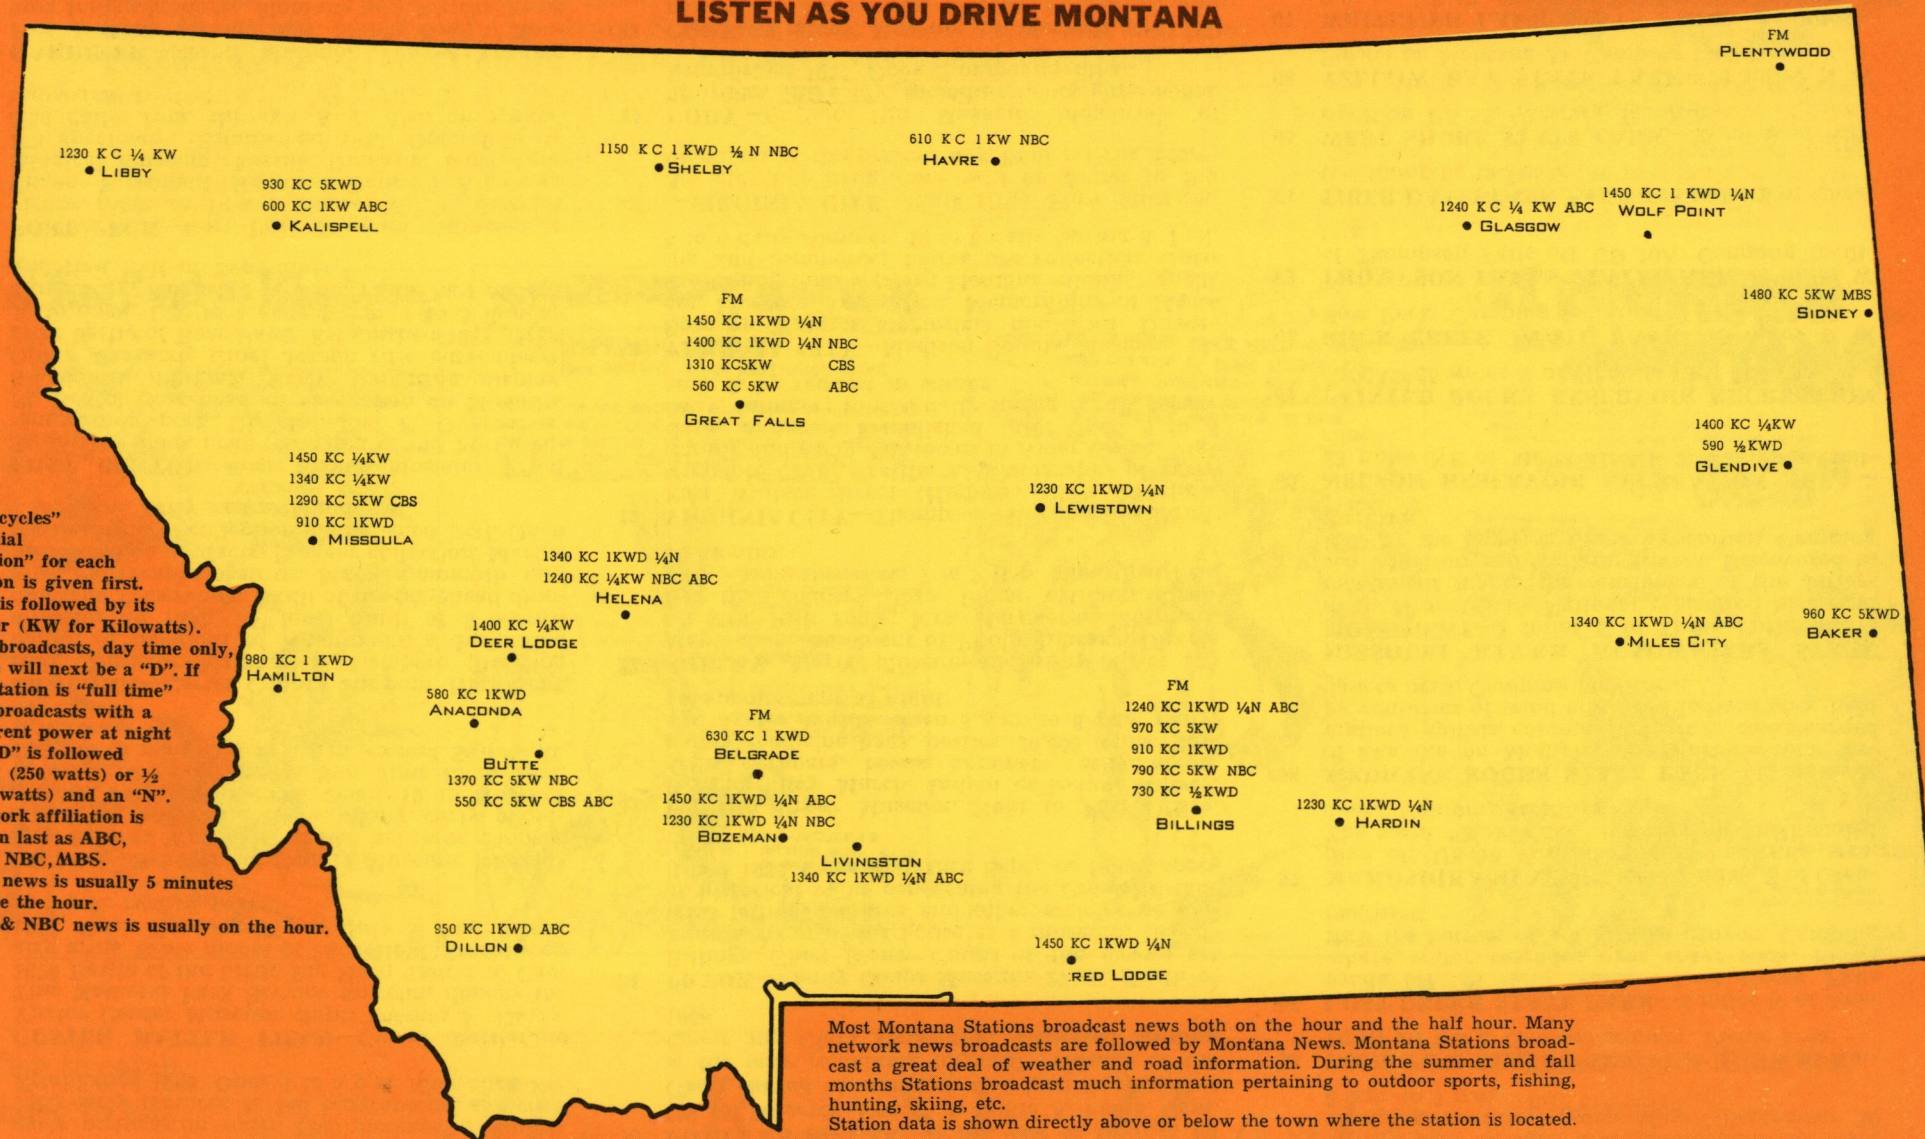 LISTEN AS YOU DRIVE MONTANA
FM
PLENTYWOOD
1230 KC ¼ KW
LIBBY
930 KC 5KWD
600 KC 1KW ABC
KALISPELL
1150 KC 1 KWD ½ N NBC
SHELBY
610 KC 1 KW NBC
HAVRE
1240 KC ¼ KW ABC
GLASGOW
1450 KC 1 KWD ¼N
WOLF POINT
1480 KC 5KW MBS
SIDNEY
FM
1450 KC 1KWD ¼N
1400 KC 1KWD ¼N NBC
1310 KC5KW CBS
560 KC 5KW ABC
GREAT FALLS
1400 KC ¼KW
590 ½KWD
GLENDIVE
1450 KC ¼KW
1340 KC ¼KW
1290 KC 5KW CBS
910 KC 1KWD
MISSOULA
1230 KC 1KWD ¼N
LEWISTOWN
1340 KC 1KWD ¼N
1240 KC ¼KW NBC ABC
HELENA
1400 KC ¼KW
DEER LODGE
980 KC 1 KWD
HAMILTON
1340 KC 1KWD ¼N ABC
MILES CITY
960 KC 5KWD
BAKER
580 KC 1KWD
ANACONDA
BUTTE
1370 KC 5KW NBC
550 KC 5KW CBS ABC
FM
630 KC 1 KWD
BELGRADE
1450 KC 1KWD ¼N ABC
1230 KC 1KWD ¼N NBC
BOZEMAN
LIVINGSTON
1340 KC 1KWD ¼N ABC
FM
1240 KC 1KWD ¼N ABC
970 KC 5KW
910 KC 1KWD
790 KC 5KW NBC
730 KC ½KWD
BILLINGS
1230 KC 1KWD ¼N
HARDIN
950 KC 1KWD ABC
DILLON
1450 KC 1KWD ¼N
RED LODGE
cycles"
ial
ion" for each
on is given first.
is followed by its
r (KW for Kilowatts).
broadcasts, day time only,
will next be a "D". If
tation is "full time"
broadcasts with a
rent power at night
D" is followed
(250 watts) or ½
watts) and an "N".
ork affiliation is
n last as ABC,
NBC, MBS.
news is usually 5 minutes
e the hour.
& NBC news is usually on the hour.
Most Montana Stations broadcast news both on the hour and the half hour. Many
network news broadcasts are followed by Montana News. Montana Stations broad-
cast a great deal of weather and road information. During the summer and fall
months Stations broadcast much information pertaining to outdoor sports, fishing,
hunting, skiing, etc.
Station data is shown directly above or below the town where the station is located.